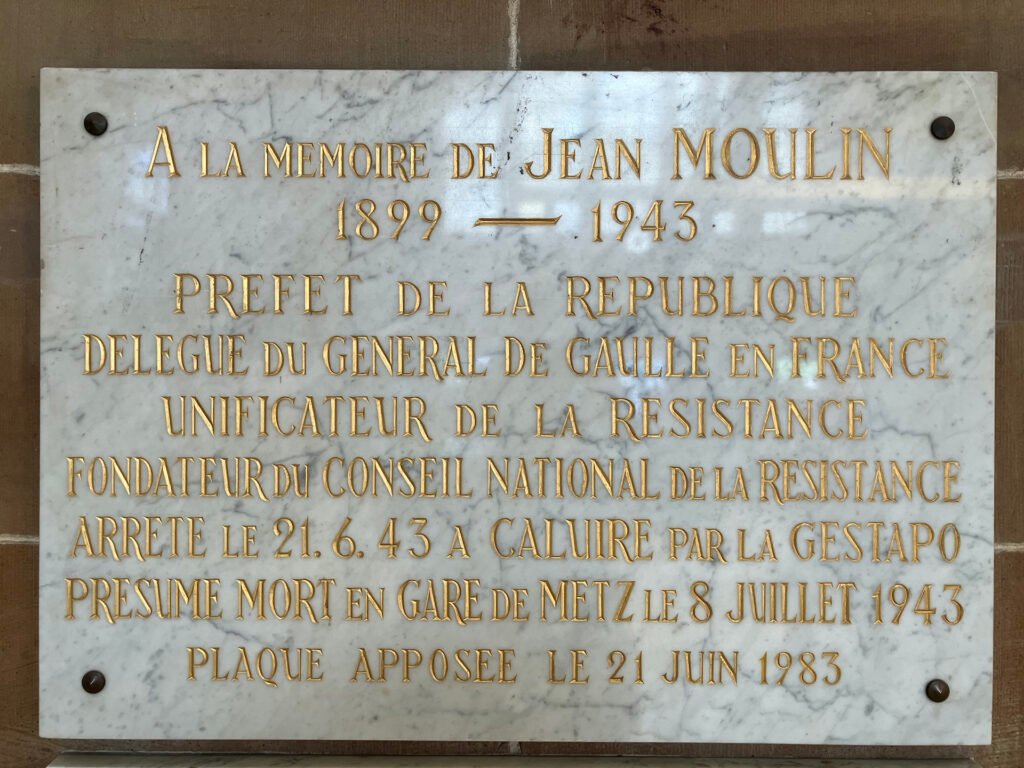 A LA MEMOIRE DE JEAN MOULIN
1899 — 1943
PREFET DE LA REPUBLIQUE
DELEGUE DU GENERAL DE GAULLE EN FRANCE
UNIFICATEUR DE LA RESISTANCE
FONDATEUR DU CONSEIL NATIONAL DE LA RESISTANCE
ARRETE LE 21.6.43 A CALUIRE PAR LA GESTAPO
PRESUME MORT EN GARE DE METZ LE 8 JUILLET 1943
PLAQUE APPOSEE LE 21 JUIN 1983